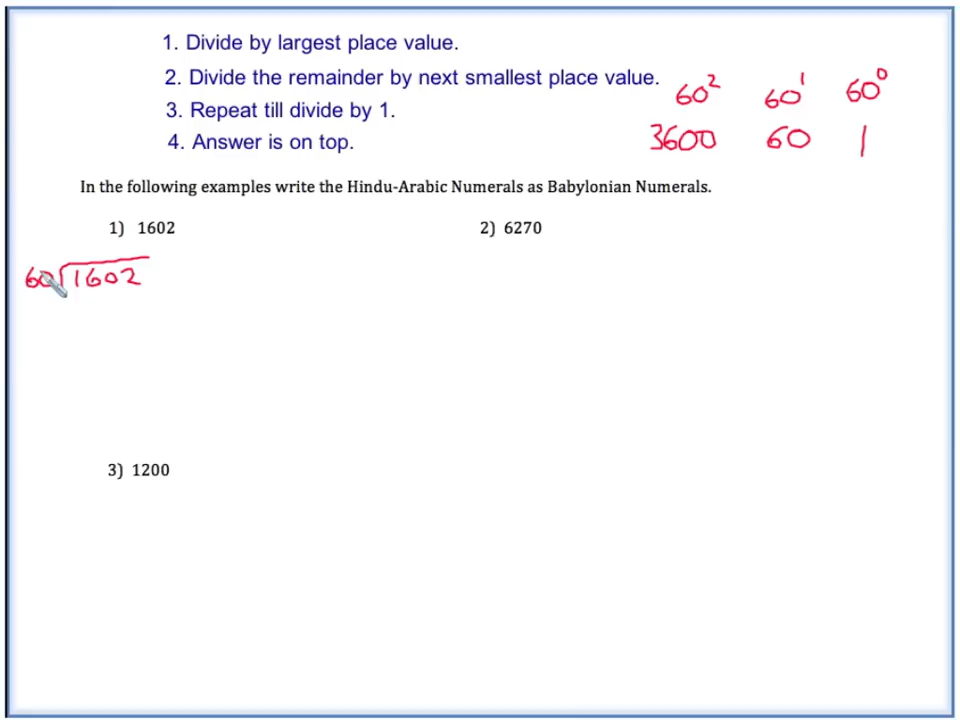 1. Divide by largest place value.
2. Divide the remainder by next smallest place value.
60² 60¹ 60⁰
3. Repeat till divide by 1.
4. Answer is on top.
3600 60 1
In the following examples write the Hindu-Arabic Numerals as Babylonian Numerals.
1) 1602
2) 6270
60 1602
3) 1200